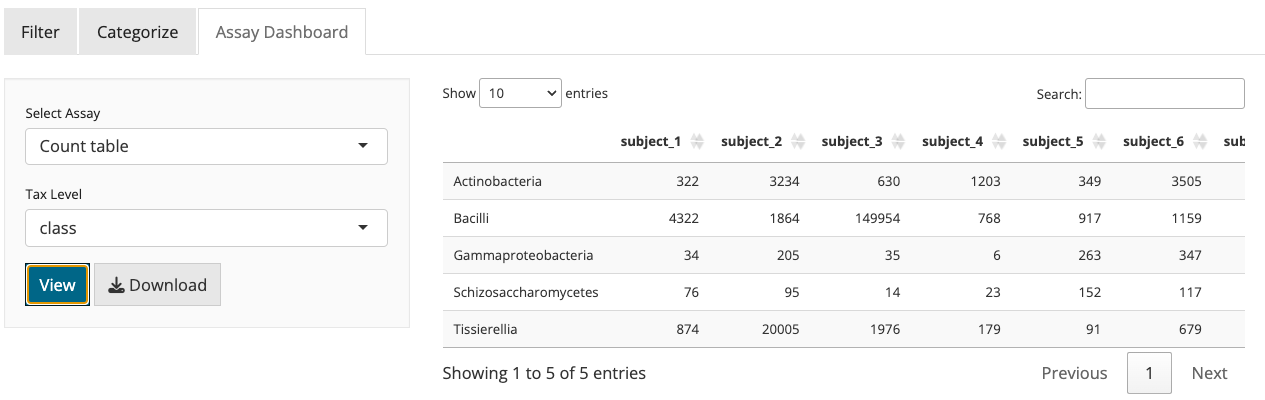 Filter Categorize Assay Dashboard
Select Assay
Count table
Tax Level
class
View Download
Show 10 entries Search:
subject_1 subject_2 subject_3 subject_4 subject_5 subject_6 sub
Actinobacteria 322 3234 630 1203 349 3505
Bacilli 4322 1864 149954 768 917 1159
Gammaproteobacteria 34 205 35 6 263 347
Schizosaccharomycetes 76 95 14 23 152 117
Tissierellia 874 20005 1976 179 91 679
Showing 1 to 5 of 5 entries Previous 1 Next